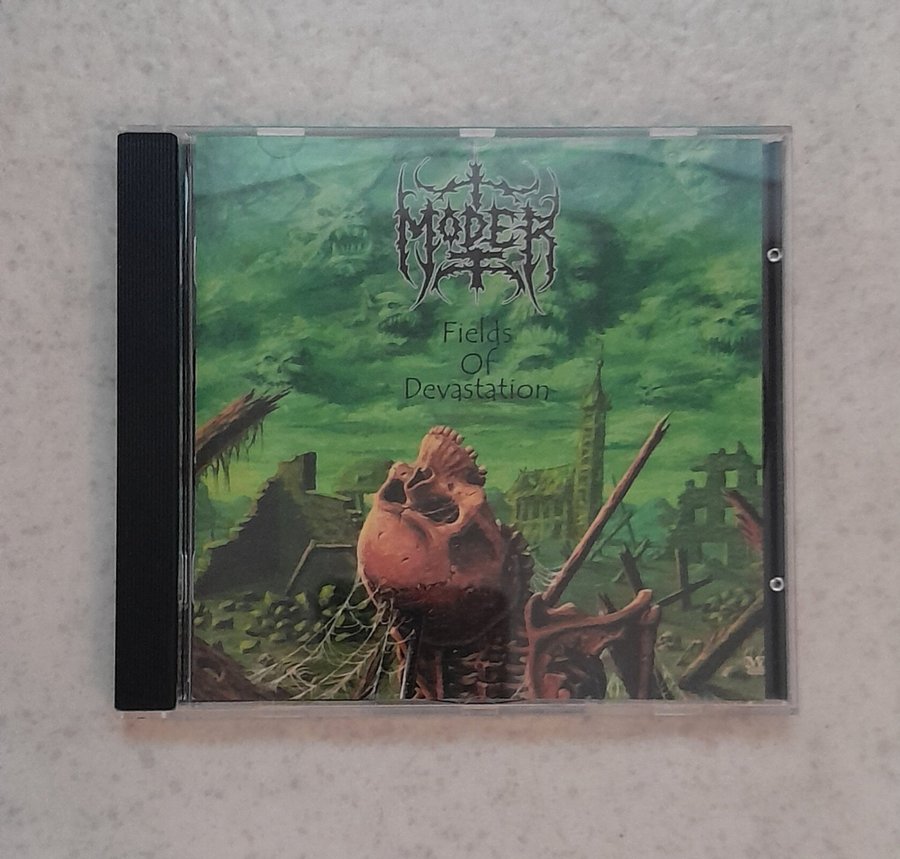 MODER
Fields
Of
Devastation